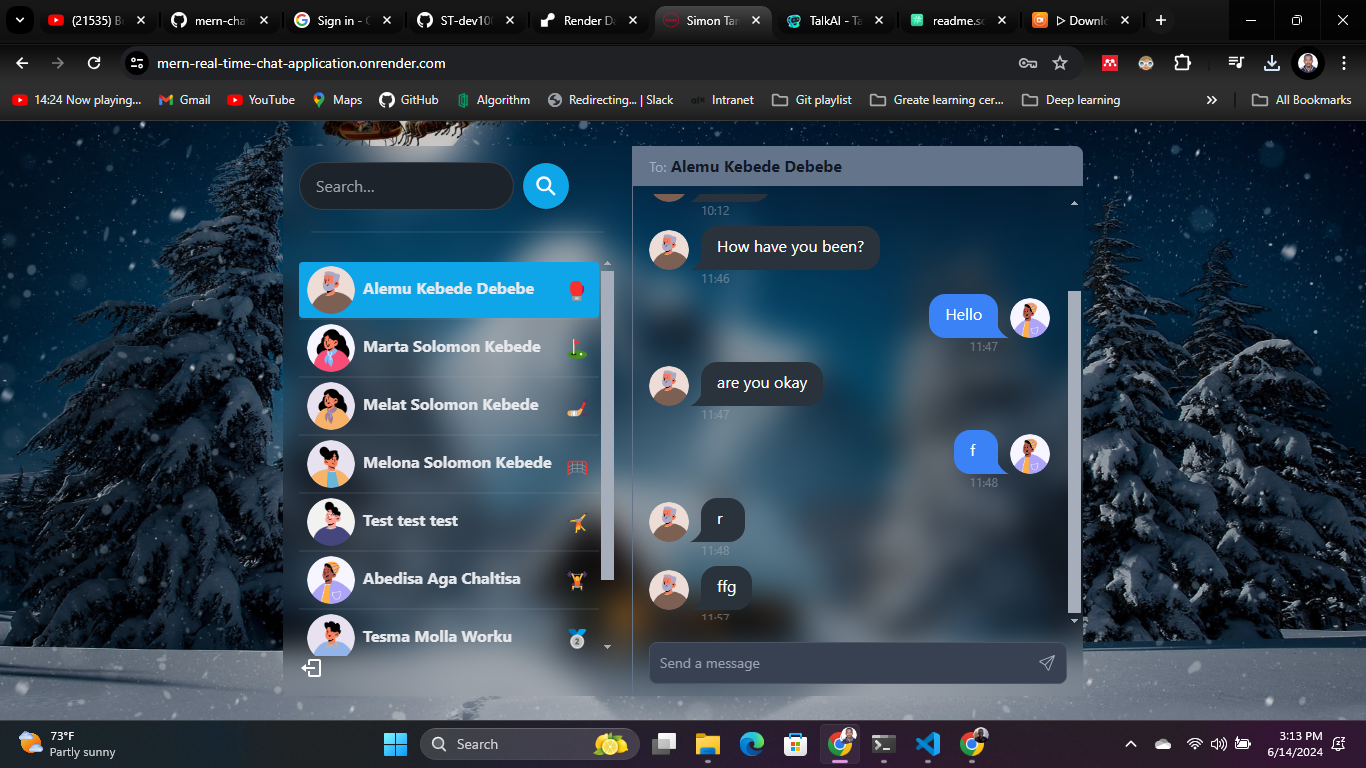 (21535) B
mern-cha
Sign in - G
ST-dev10
Render Da
Simon Tar
TalkAI - Ta
readme.so
Downl
mern-real-time-chat-application.onrender.com
14:24 Now playing...
Gmail
YouTube
Maps
GitHub
Algorithm
Redirecting... | Slack
Intranet
Git playlist
Greate learning cer...
Deep learning
All Bookmarks
Search...
Alemu Kebede Debebe
Marta Solomon Kebede
Melat Solomon Kebede
Melona Solomon Kebede
Test test test
Abedisa Aga Chaltisa
Tesma Molla Worku
To: Alemu Kebede Debebe
10:12
How have you been?
11:46
Hello
11:47
are you okay
11:47
f
11:48
r
11:48
ffg
11:57
Send a message
73°F
Partly sunny
Search
3:13 PM
6/14/2024